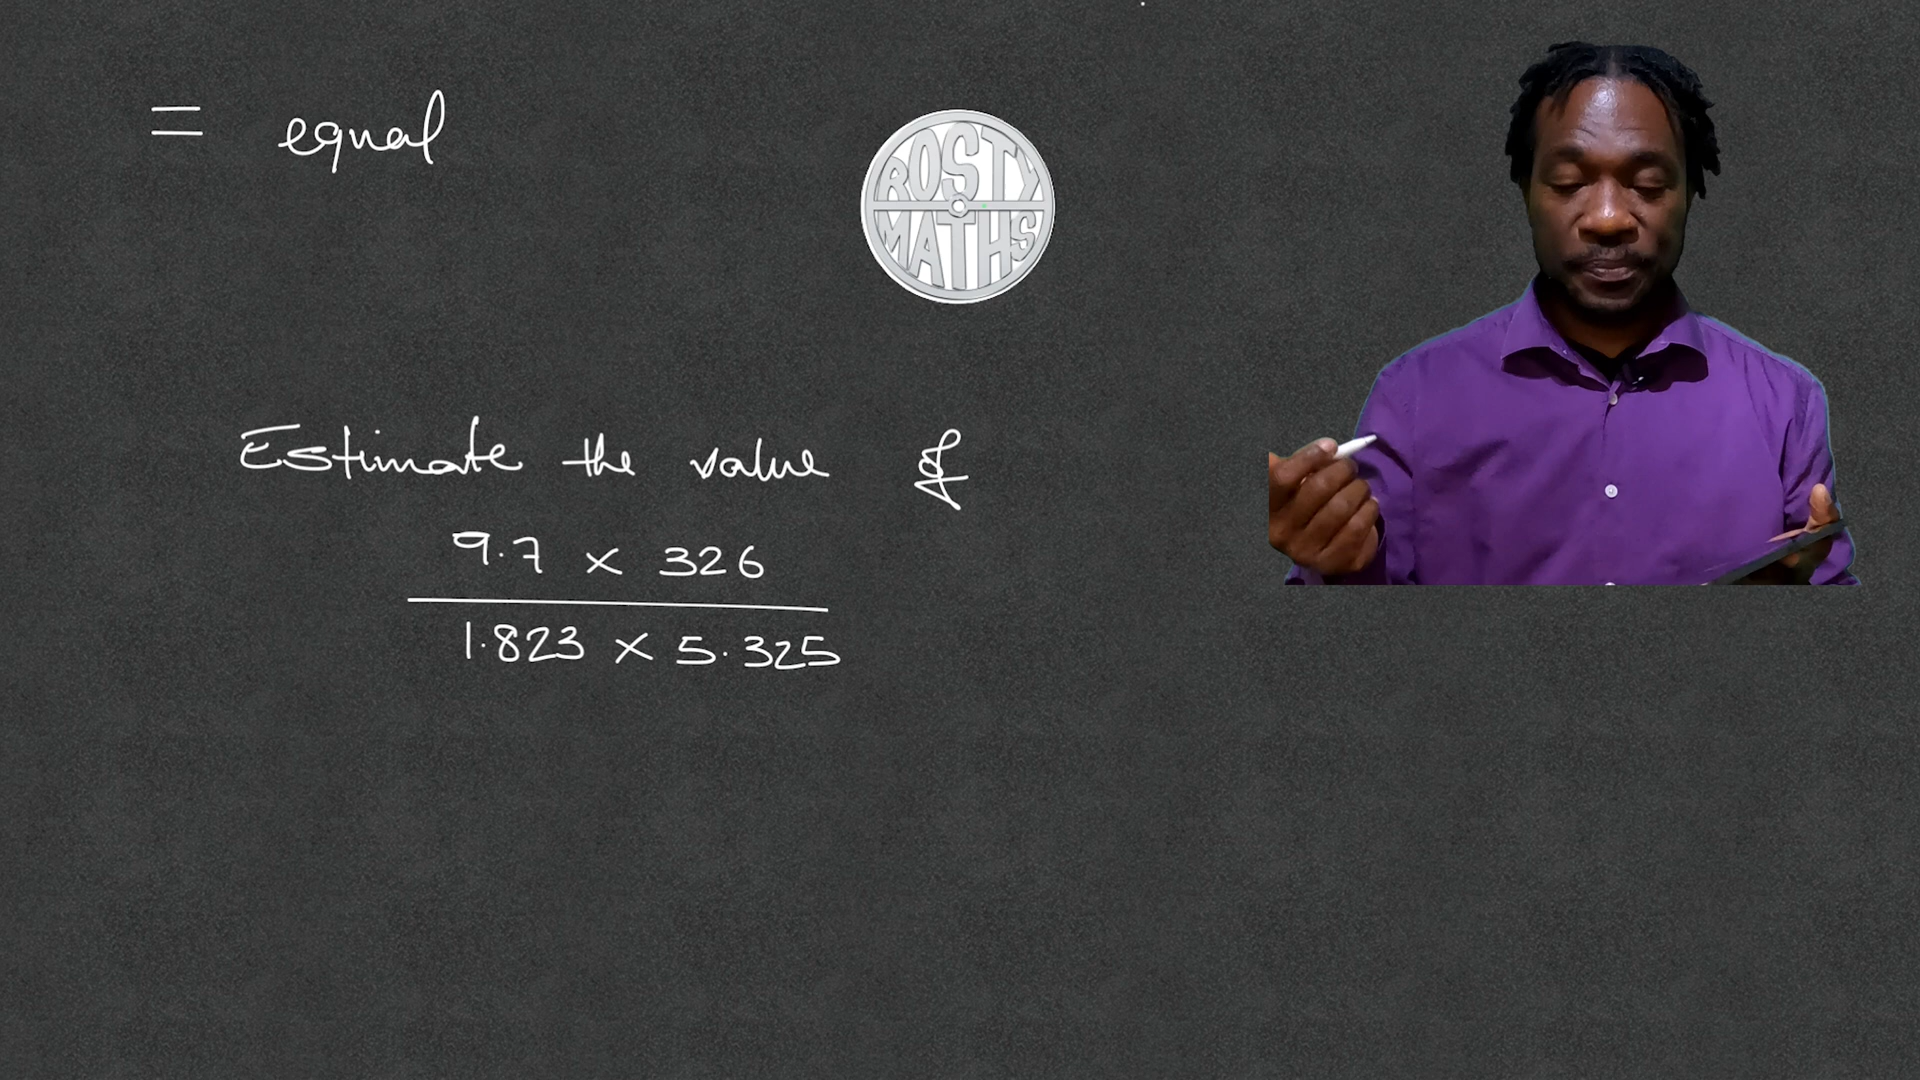 = equal
ROSTY
MATHS
Estimate the value of
9.7 × 326
1.823 × 5.325